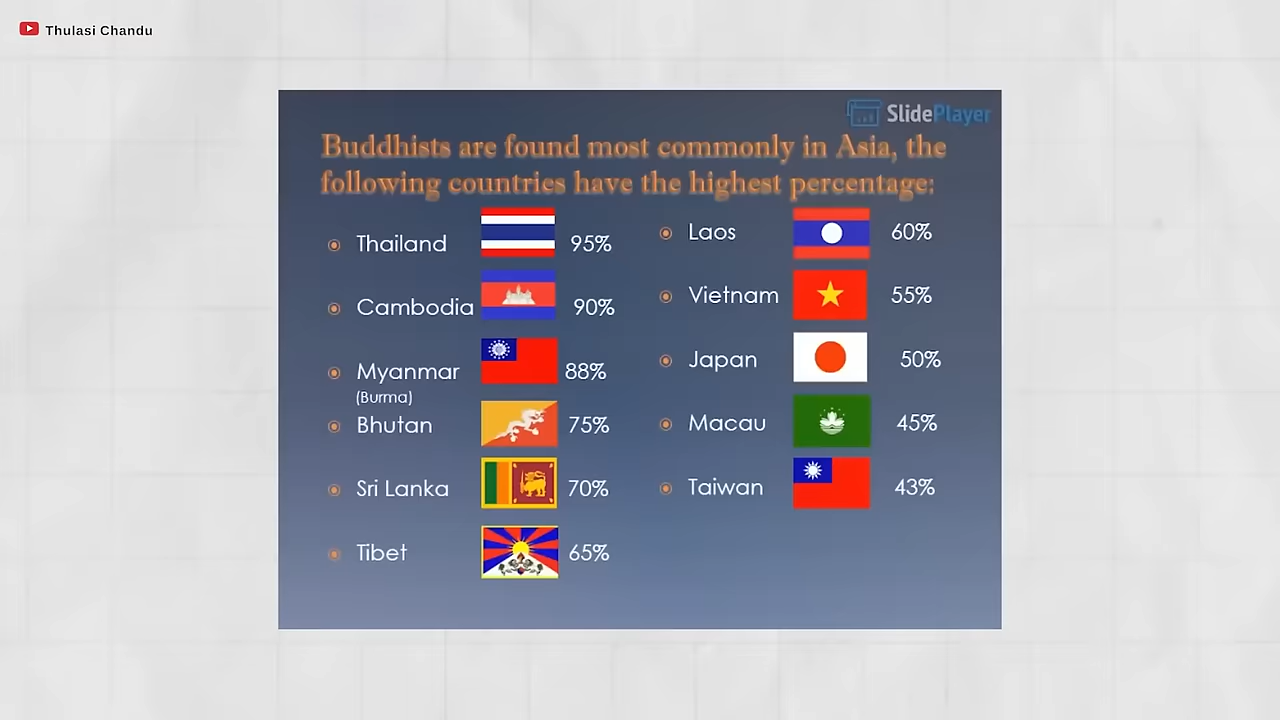 Thulasi Chandu
SlidePlayer
Buddhists are found most commonly in Asia, the
following countries have the highest percentage:
Thailand 95%
Cambodia 90%
Myanmar 88%
(Burma)
Bhutan 75%
Sri Lanka 70%
Tibet 65%
Laos 60%
Vietnam 55%
Japan 50%
Macau 45%
Taiwan 43%